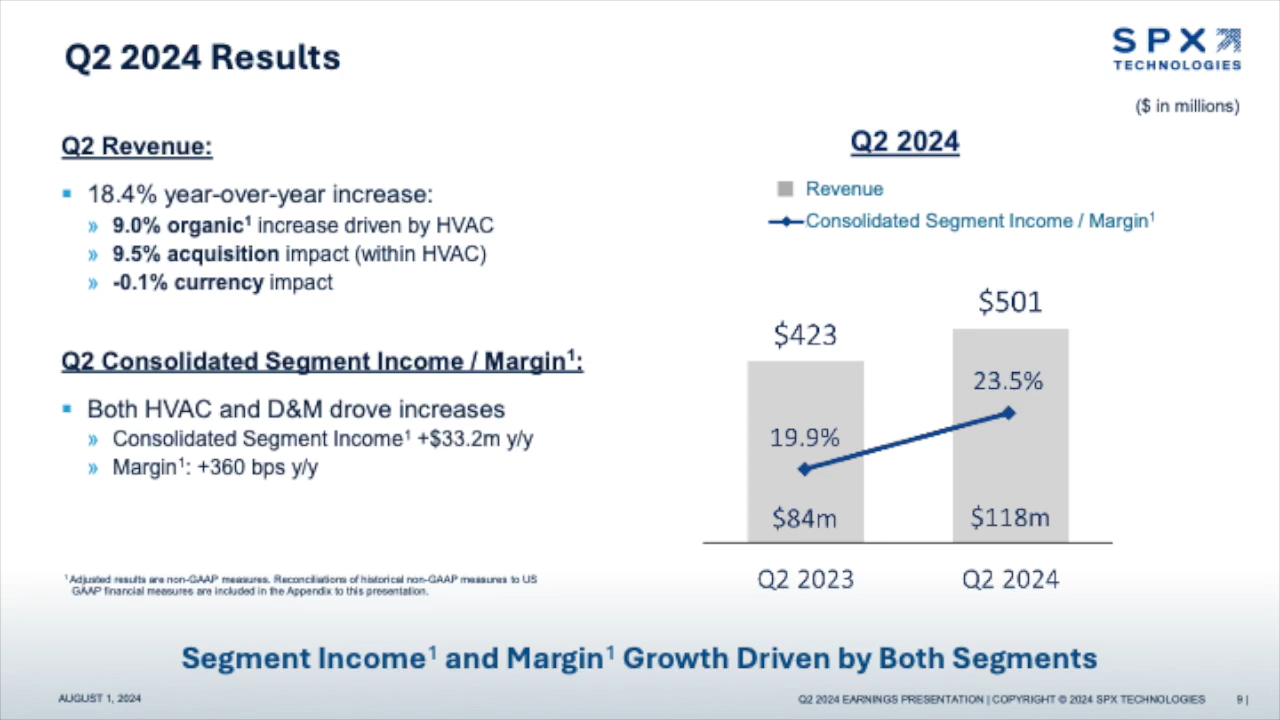 Q2 2024 Results
SPX
TECHNOLOGIES
($ in millions)
Q2 Revenue:
18.4% year-over-year increase:
» 9.0% organic¹ increase driven by HVAC
» 9.5% acquisition impact (within HVAC)
» -0.1% currency impact
Q2 Consolidated Segment Income / Margin¹:
Both HVAC and D&M drove increases
» Consolidated Segment Income¹ +$33.2m y/y
» Margin¹: +360 bps y/y
¹ Adjusted results are non-GAAP measures. Reconciliations of historical non-GAAP measures to US
GAAP financial measures are included in the Appendix to this presentation.
Q2 2024
Revenue
Consolidated Segment Income / Margin¹
$423
$501
19.9%
23.5%
$84m
$118m
Q2 2023
Q2 2024
Segment Income¹ and Margin¹ Growth Driven by Both Segments
AUGUST 1, 2024
Q2 2024 EARNINGS PRESENTATION | COPYRIGHT © 2024 SPX TECHNOLOGIES 9 |